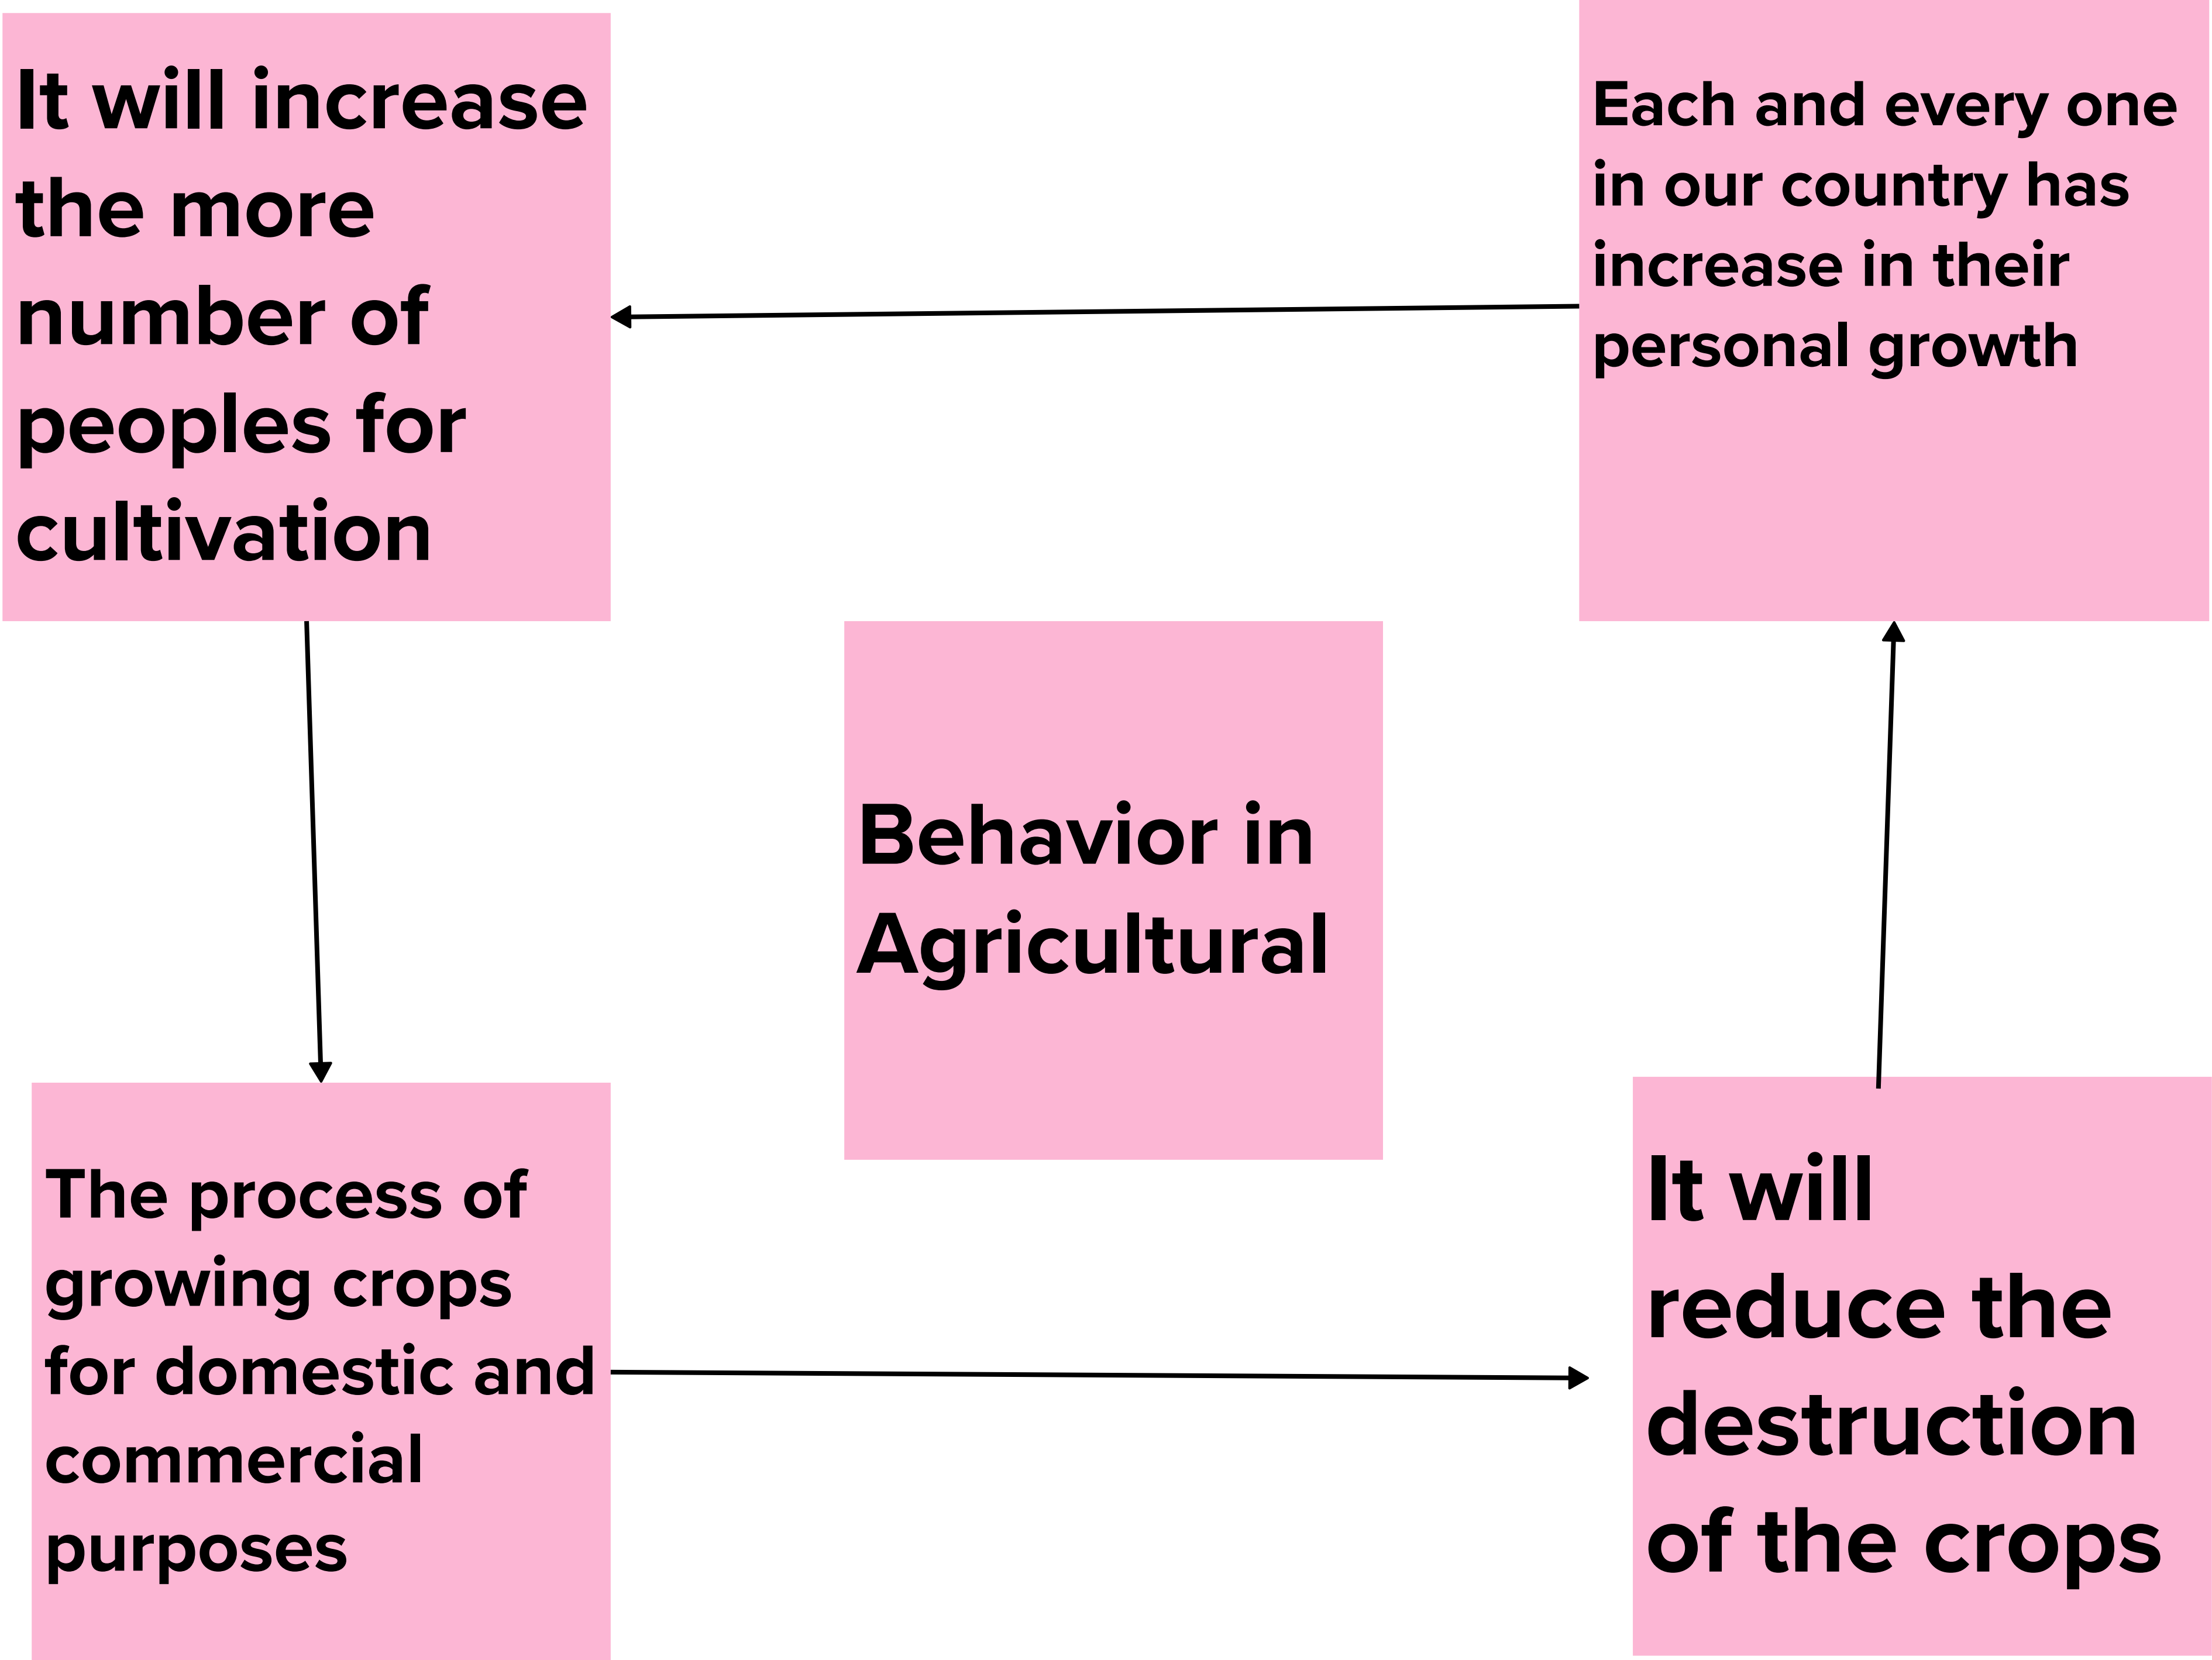 It will increase
the more
number of
peoples for
cultivation
Each and every one
in our country has
increase in their
personal growth
Behavior in
Agricultural
The process of
growing crops
for domestic and
commercial
purposes
It will
reduce the
destruction
of the crops